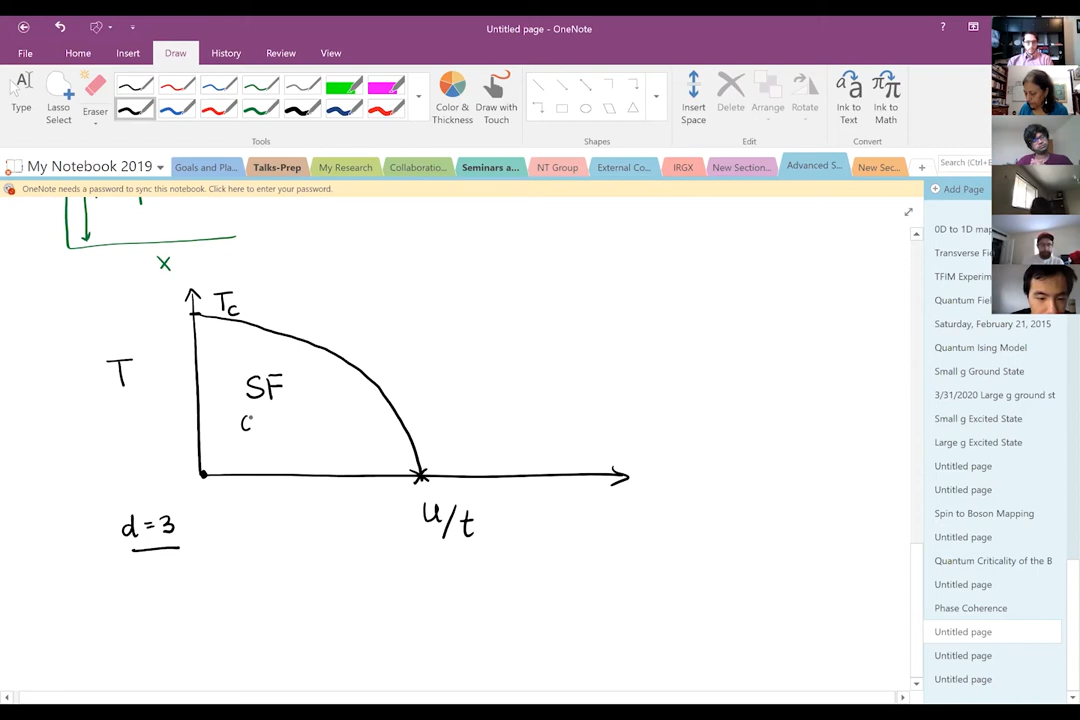 Untitled page - OneNote
?
File Home Insert Draw History Review View
Type
Lasso Select
Eraser
Color & Thickness
Draw with Touch
Insert Space
Delete
Arrange
Rotate
Ink to Text
Ink to Math
Tools
Shapes
Edit
Convert
My Notebook 2019
Goals and Pla...
Talks-Prep
My Research
Collaboratio...
Seminars a...
NT Group
External Co...
IRGX
New Section...
Advanced S...
New Sec...
Search (Ctrl+E
OneNote needs a password to sync this notebook. Click here to enter your password.
Add Page
0D to 1D map
Transverse Fi
TFIM Experim
Quantum Fiel
Saturday, February 21, 2015
Quantum Ising Model
Small g Ground State
3/31/2020 Large g ground st
Small g Excited State
Large g Excited State
Untitled page
Untitled page
Spin to Boson Mapping
Untitled page
Quantum Criticality of the B
Untitled page
Phase Coherence
Untitled page
Untitled page
Untitled page
x
Tc
T
SF
d = 3
u/t